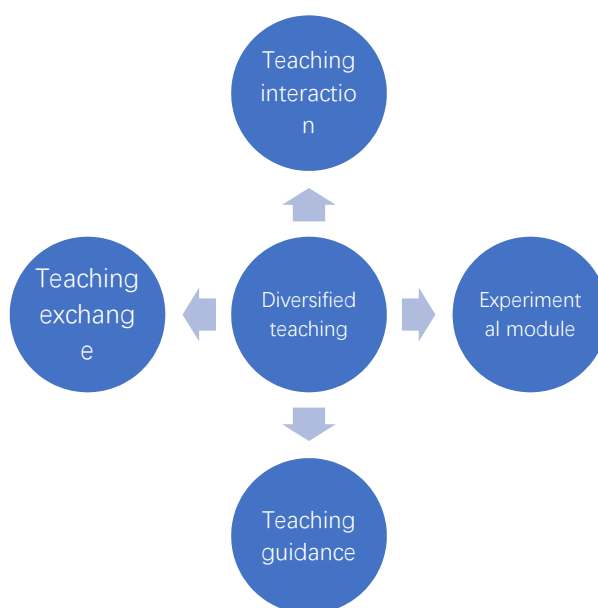 Teaching
interactio
n
Teaching
exchang
e
Diversified
teaching
Experiment
al module
Teaching
guidance